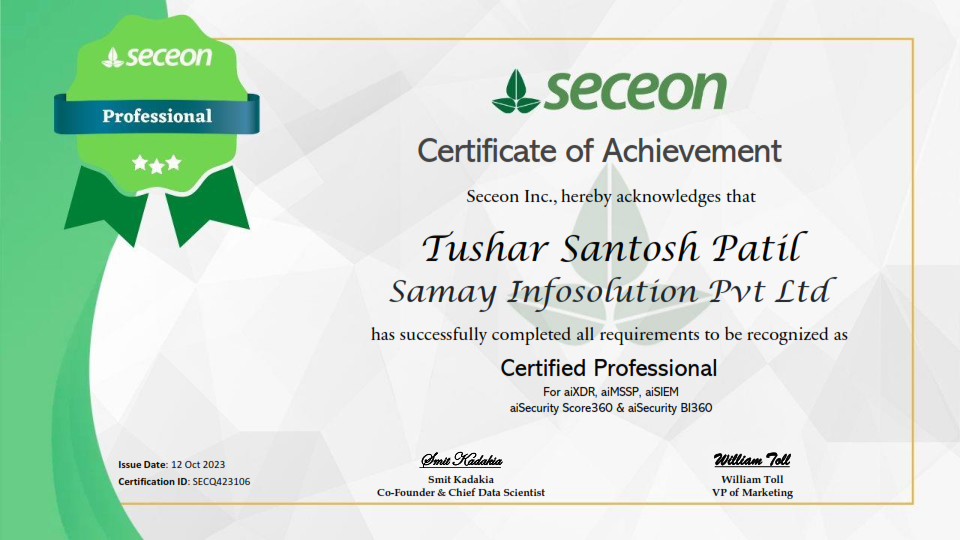 seceon
Professional
seceon
Certificate of Achievement
Seceon Inc., hereby acknowledges that
Tushar Santosh Patil
Samay Infosolution Pvt Ltd
has successfully completed all requirements to be recognized as
Certified Professional
For aiXDR, aiMSSP, aiSIEM
aiSecurity Score360 & aiSecurity BI360
Issue Date: 12 Oct 2023
Certification ID: SECQ423106
Smit Kadakia
Smit Kadakia
Co-Founder & Chief Data Scientist
William Toll
William Toll
VP of Marketing